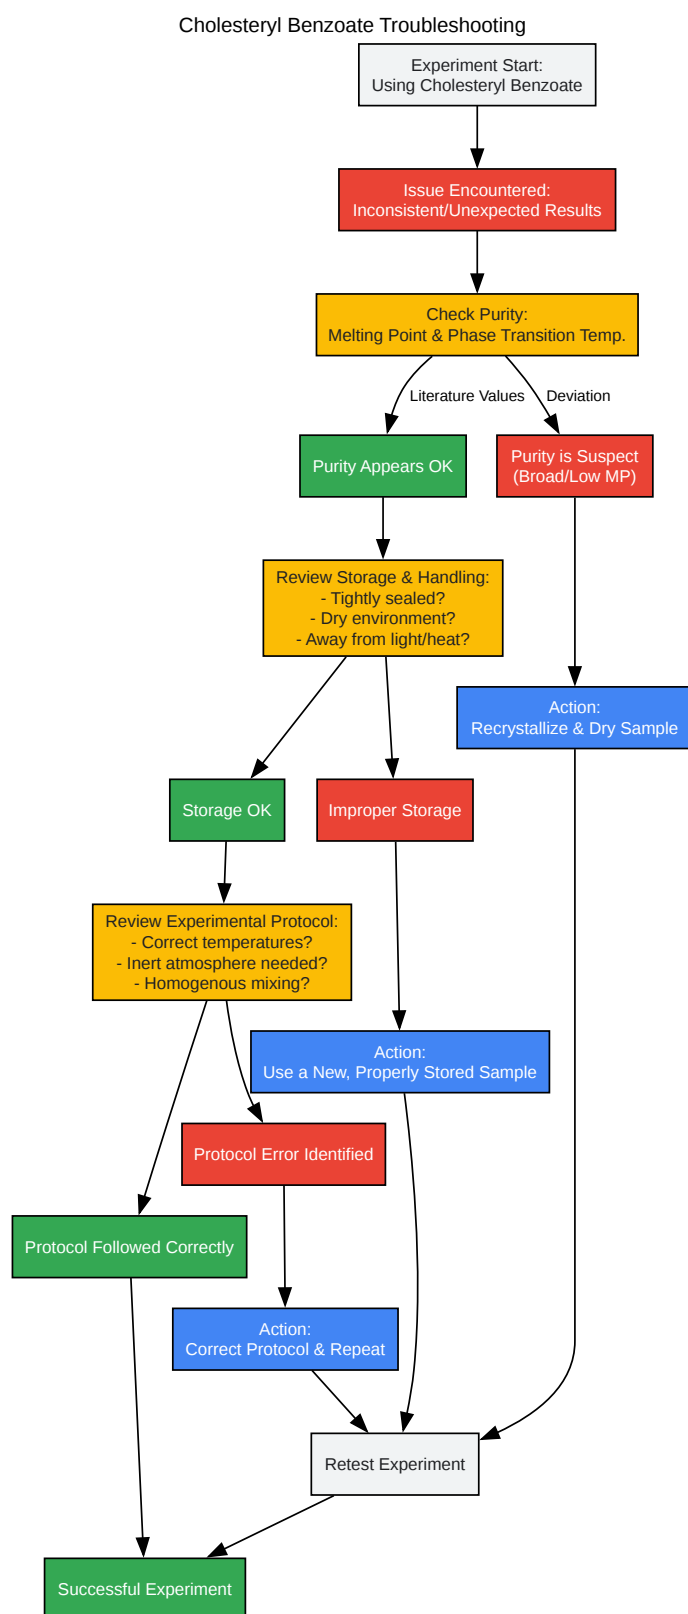 Cholesteryl Benzoate Troubleshooting
Experiment Start:
Using Cholesteryl Benzoate
Issue Encountered:
Inconsistent/Unexpected Results
Check Purity:
Melting Point & Phase Transition Temp.
Literature Values
Deviation
Purity Appears OK
Purity is Suspect
(Broad/Low MP)
Review Storage & Handling:
- Tightly sealed?
- Dry environment?
- Away from light/heat?
Action:
Recrystallize & Dry Sample
Storage OK
Improper Storage
Review Experimental Protocol:
- Correct temperatures?
- Inert atmosphere needed?
- Homogenous mixing?
Action:
Use a New, Properly Stored Sample
Protocol Error Identified
Protocol Followed Correctly
Action:
Correct Protocol & Repeat
Retest Experiment
Successful Experiment